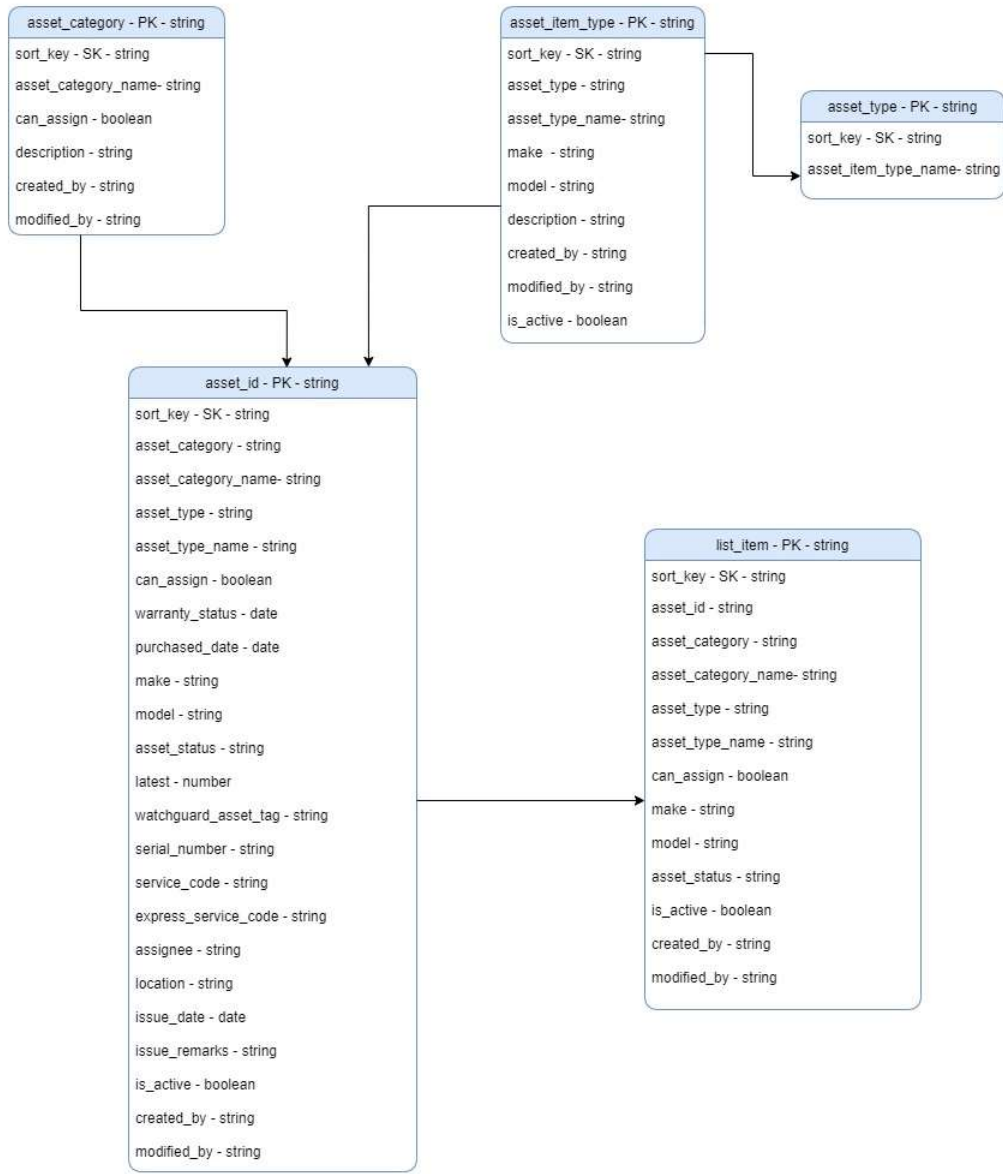 asset_category - PK - string
sort_key - SK - string
asset_category_name- string
can_assign - boolean
description - string
created_by - string
modified_by - string
asset_item_type - PK - string
sort_key - SK - string
asset_type - string
asset_type_name- string
make  - string
model - string
description - string
created_by - string
modified_by - string
is_active - boolean
asset_type - PK - string
sort_key - SK - string
asset_item_type_name- string
asset_id - PK - string
sort_key - SK - string
asset_category - string
asset_category_name- string
asset_type - string
asset_type_name - string
can_assign - boolean
warranty_status - date
purchased_date - date
make - string
model - string
asset_status - string
latest - number
watchguard_asset_tag - string
serial_number - string
service_code - string
express_service_code - string
assignee - string
location - string
issue_date - date
issue_remarks - string
is_active - boolean
created_by - string
modified_by - string
list_item - PK - string
sort_key - SK - string
asset_id - string
asset_category - string
asset_category_name- string
asset_type - string
asset_type_name - string
can_assign - boolean
make - string
model - string
asset_status - string
is_active - boolean
created_by - string
modified_by - string